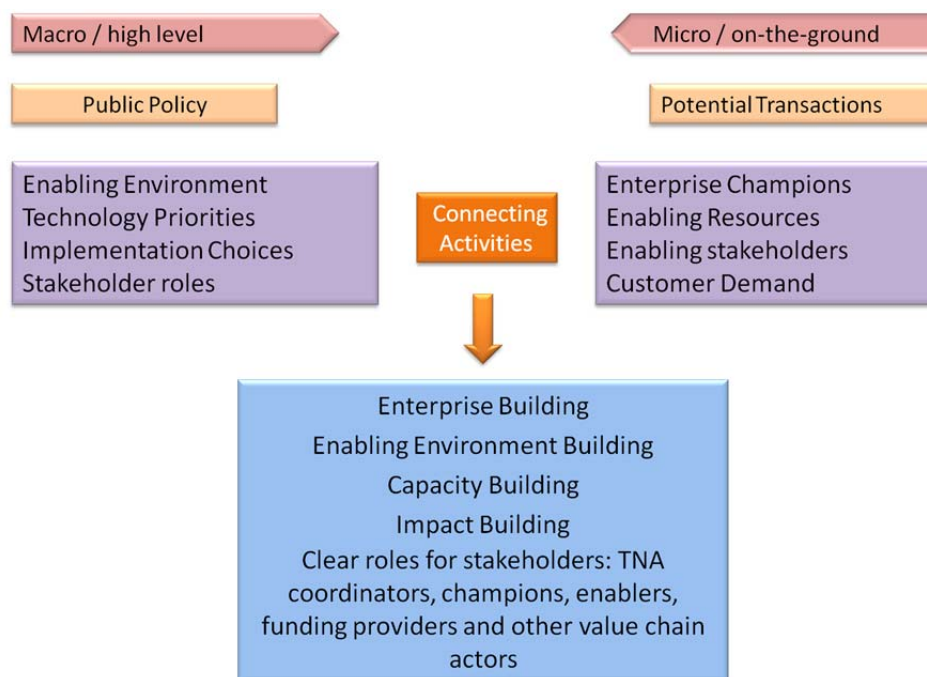 Macro / high level
Micro / on-the-ground
Public Policy
Potential Transactions
Enabling Environment
Technology Priorities
Implementation Choices
Stakeholder roles
Connecting
Activities
Enterprise Champions
Enabling Resources
Enabling stakeholders
Customer Demand
Enterprise Building
Enabling Environment Building
Capacity Building
Impact Building
Clear roles for stakeholders: TNA
coordinators, champions, enablers,
funding providers and other value chain
actors